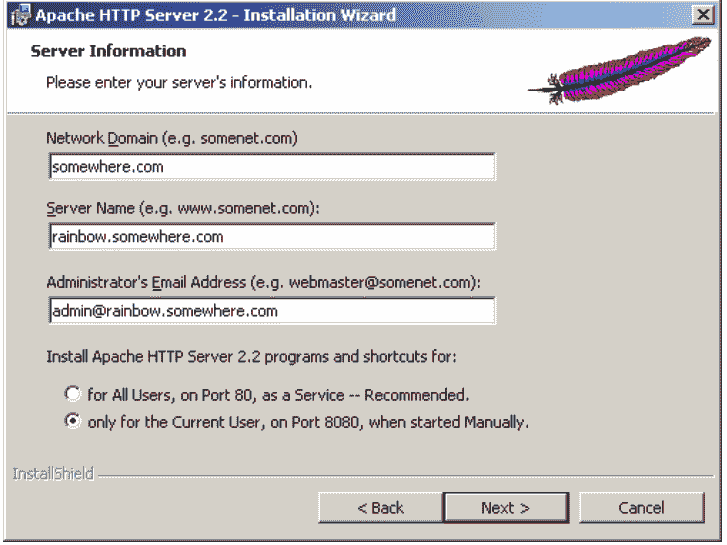 Apache HTTP Server 2.2 - Installation Wizard
Server Information
Please enter your server's information.
Network Domain (e.g. somenet.com)
somewhere.com
Server Name (e.g. www.somenet.com):
rainbow.somewhere.com
Administrator's Email Address (e.g. webmaster@somenet.com):
admin@rainbow.somewhere.com
Install Apache HTTP Server 2.2 programs and shortcuts for:
for All Users, on Port 80, as a Service -- Recommended.
only for the Current User, on Port 8080, when started Manually.
InstallShield
< Back Next > Cancel